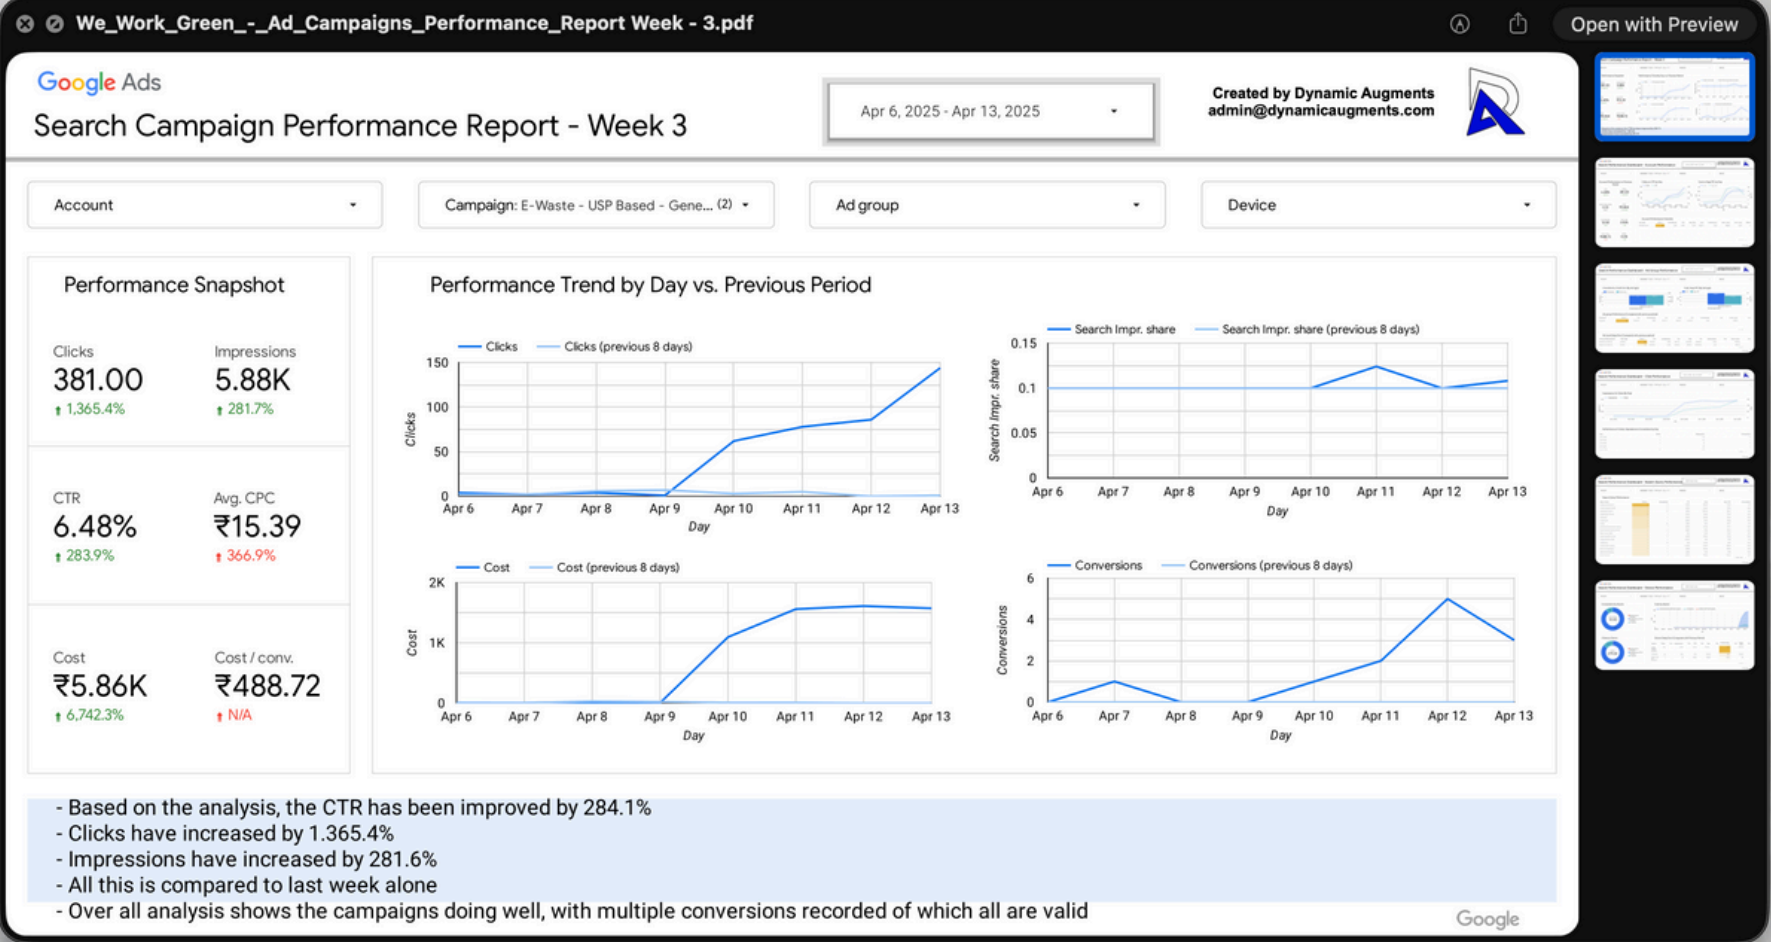 We_Work_Green_-_Ad_Campaigns_Performance_Report Week - 3.pdf
Open with Preview
Google Ads
Search Campaign Performance Report - Week 3
Apr 6, 2025 - Apr 13, 2025
Created by Dynamic Augments
admin@dynamicaugments.com
Account
Campaign: E-Waste - USP Based - Gene... (2)
Ad group
Device
Performance Snapshot
Clicks
381.00
1,365.4%
Impressions
5.88K
281.7%
CTR
6.48%
283.9%
Avg. CPC
₹15.39
366.9%
Cost
₹5.86K
6,742.3%
Cost / conv.
₹488.72
N/A
Performance Trend by Day vs. Previous Period
Clicks
Clicks (previous 8 days)
150
100
50
0
Clicks
Apr 6 Apr 7 Apr 8 Apr 9 Apr 10 Apr 11 Apr 12 Apr 13
Day
Search Impr. share
Search Impr. share (previous 8 days)
0.15
0.1
0.05
0
Search Impr. share
Apr 6 Apr 7 Apr 8 Apr 9 Apr 10 Apr 11 Apr 12 Apr 13
Day
Cost
Cost (previous 8 days)
2K
1K
0
Cost
Apr 6 Apr 7 Apr 8 Apr 9 Apr 10 Apr 11 Apr 12 Apr 13
Day
Conversions
Conversions (previous 8 days)
6
4
2
0
Conversions
Apr 6 Apr 7 Apr 8 Apr 9 Apr 10 Apr 11 Apr 12 Apr 13
Day
- Based on the analysis, the CTR has been improved by 284.1%
- Clicks have increased by 1.365.4%
- Impressions have increased by 281.6%
- All this is compared to last week alone
- Over all analysis shows the campaigns doing well, with multiple conversions recorded of which all are valid
Google